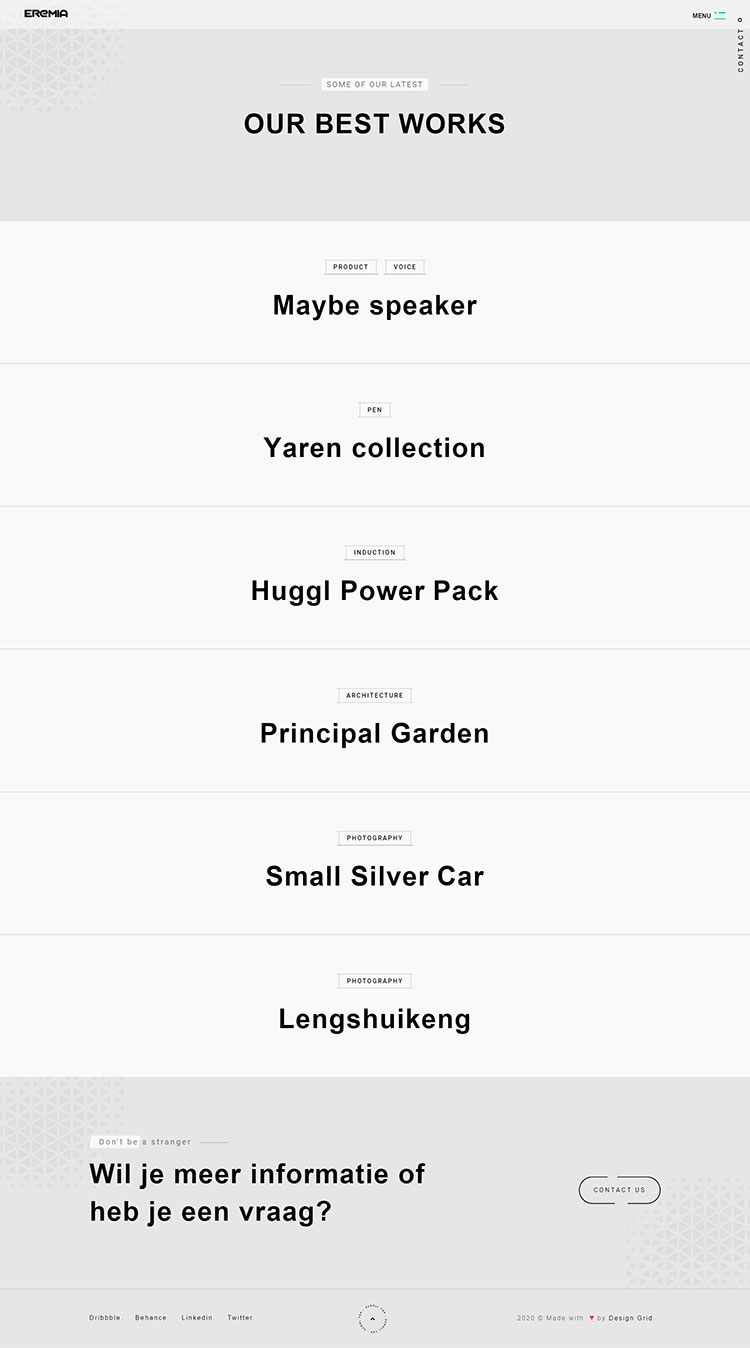 EREMIA
MENU
CONTACT
SOME OF OUR LATEST
OUR BEST WORKS
PRODUCT VOICE
Maybe speaker
PEN
Yaren collection
INDUCTION
Huggl Power Pack
ARCHITECTURE
Principal Garden
PHOTOGRAPHY
Small Silver Car
PHOTOGRAPHY
Lengshuikeng
Don't be a stranger
Wil je meer informatie of
heb je een vraag?
CONTACT US
Dribbble. Behance. Linkedin. Twitter.
2020 © Made with ♥ by Design Grid.